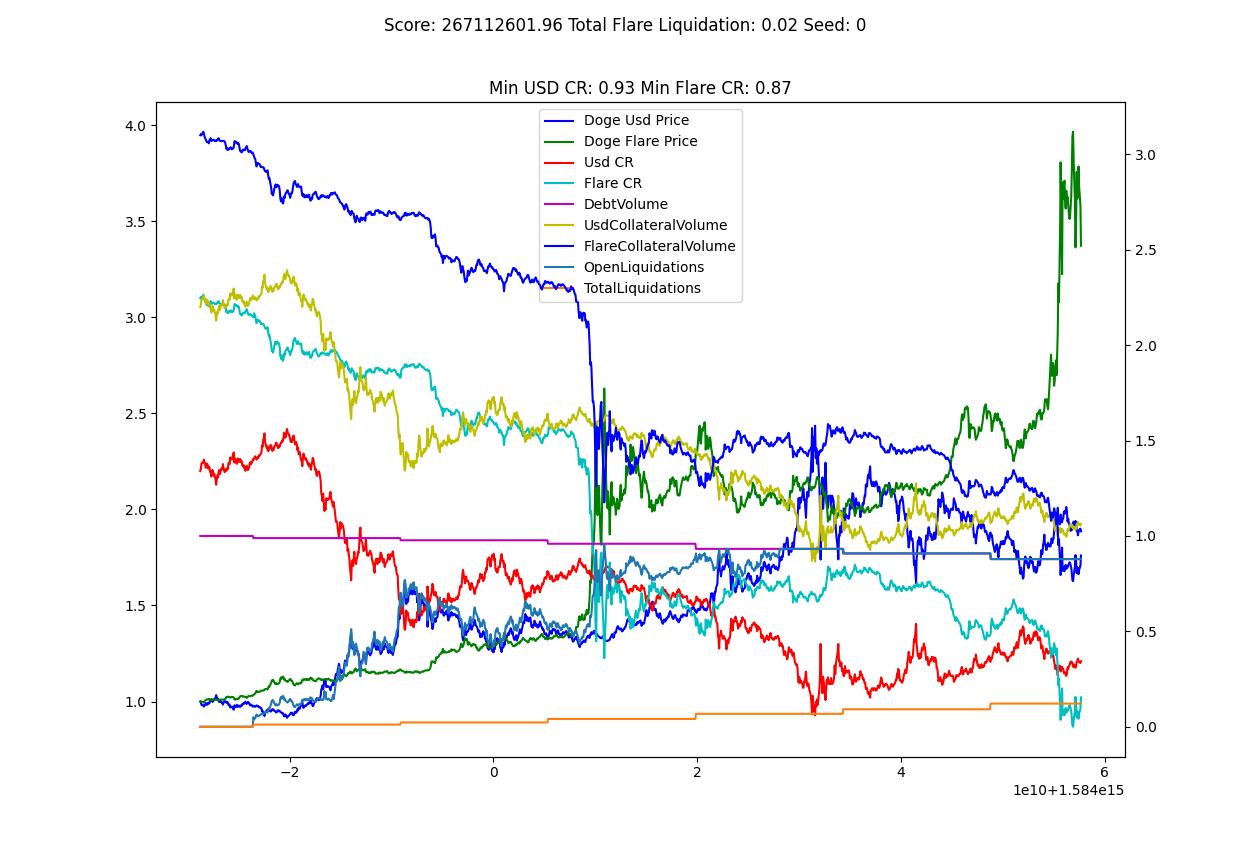 Score: 267112601.96 Total Flare Liquidation: 0.02 Seed: 0
Min USD CR: 0.93 Min Flare CR: 0.87
Doge Usd Price
Doge Flare Price
Usd CR
Flare CR
DebtVolume
UsdCollateralVolume
FlareCollateralVolume
OpenLiquidations
TotalLiquidations
4.0
3.5
3.0
2.5
2.0
1.5
1.0
3.0
2.5
2.0
1.5
1.0
0.5
0.0
−2
0
2
4
6
1e10+1.584e15